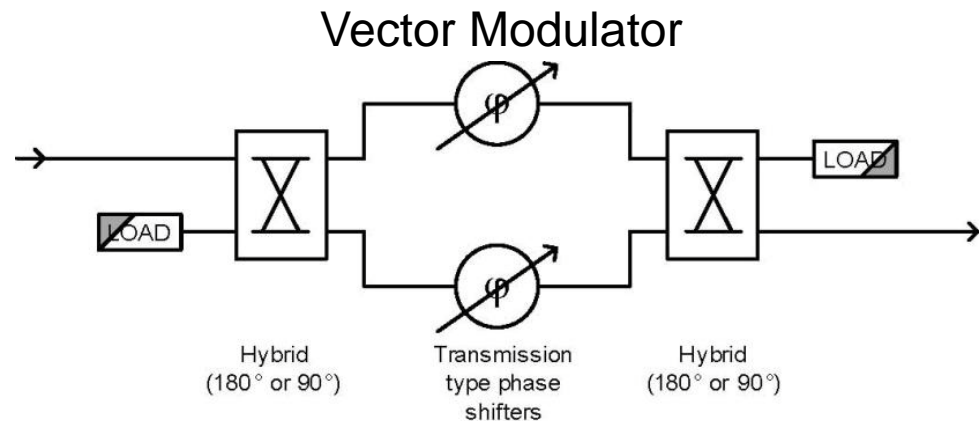 Vector Modulator
φ
LOAD
LOAD
φ
Hybrid
(180° or 90°)
Transmission
type phase
shifters
Hybrid
(180° or 90°)